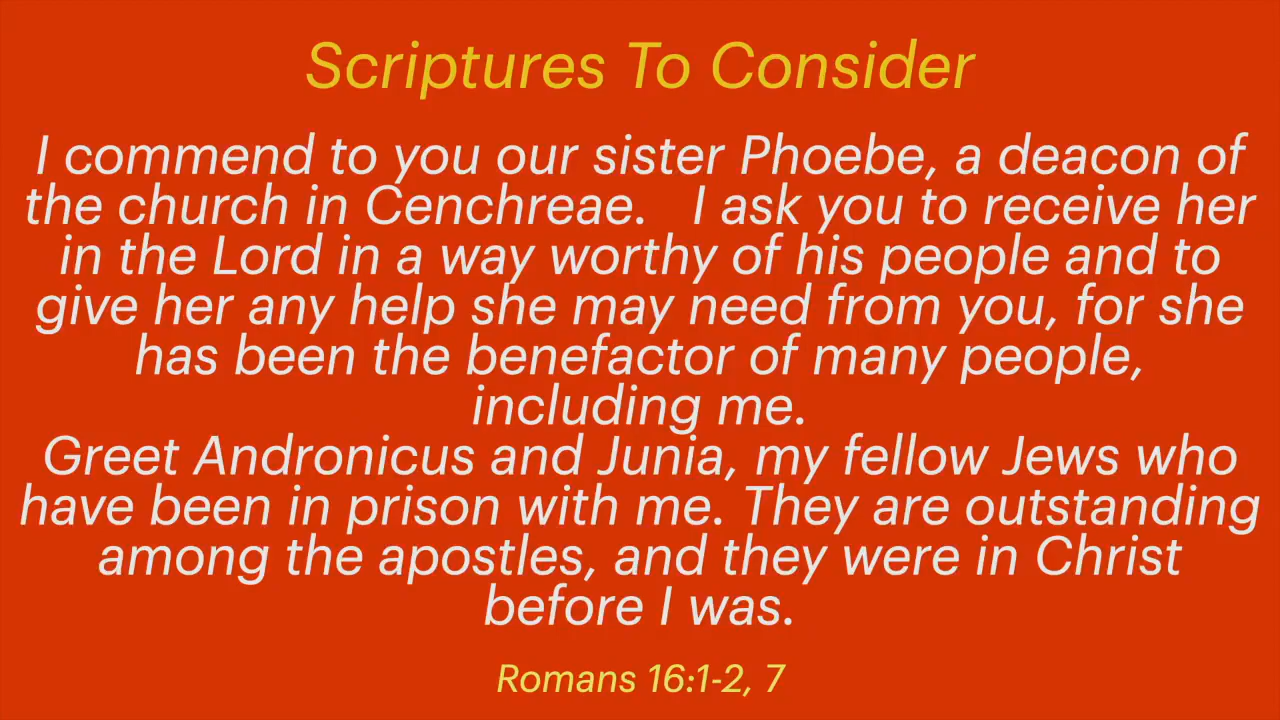 Scriptures To Consider
I commend to you our sister Phoebe, a deacon of
the church in Cenchreae.   I ask you to receive her
in the Lord in a way worthy of his people and to
give her any help she may need from you, for she
has been the benefactor of many people,
including me.
Greet Andronicus and Junia, my fellow Jews who
have been in prison with me. They are outstanding
among the apostles, and they were in Christ
before I was.
Romans 16:1-2, 7